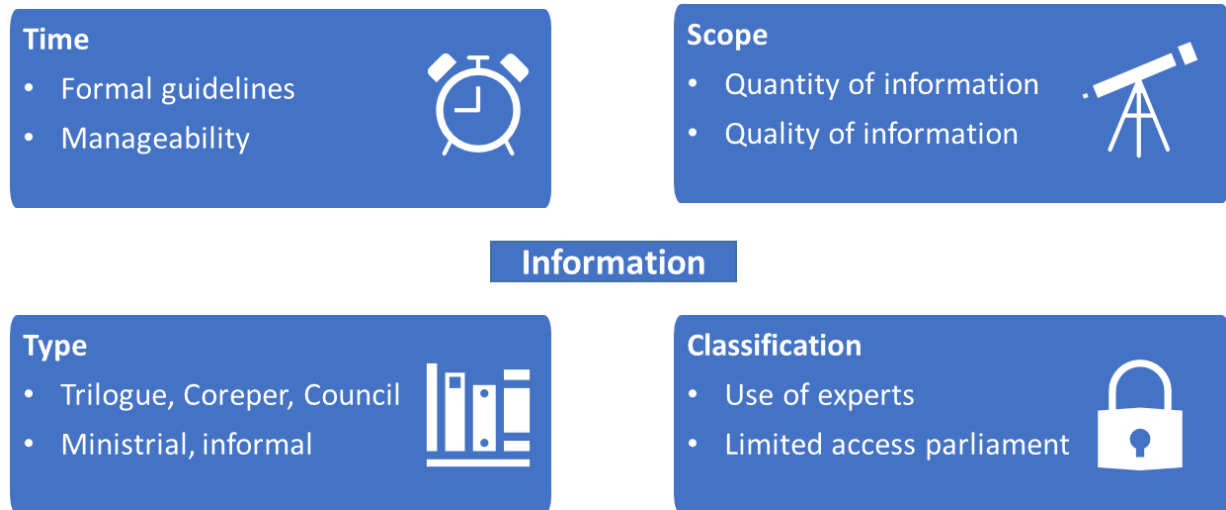 Time
• Formal guidelines
• Manageability
Scope
• Quantity of information
• Quality of information
Information
Type
• Trilogue, Coreper, Council
• Ministrial, informal
Classification
• Use of experts
• Limited access parliament